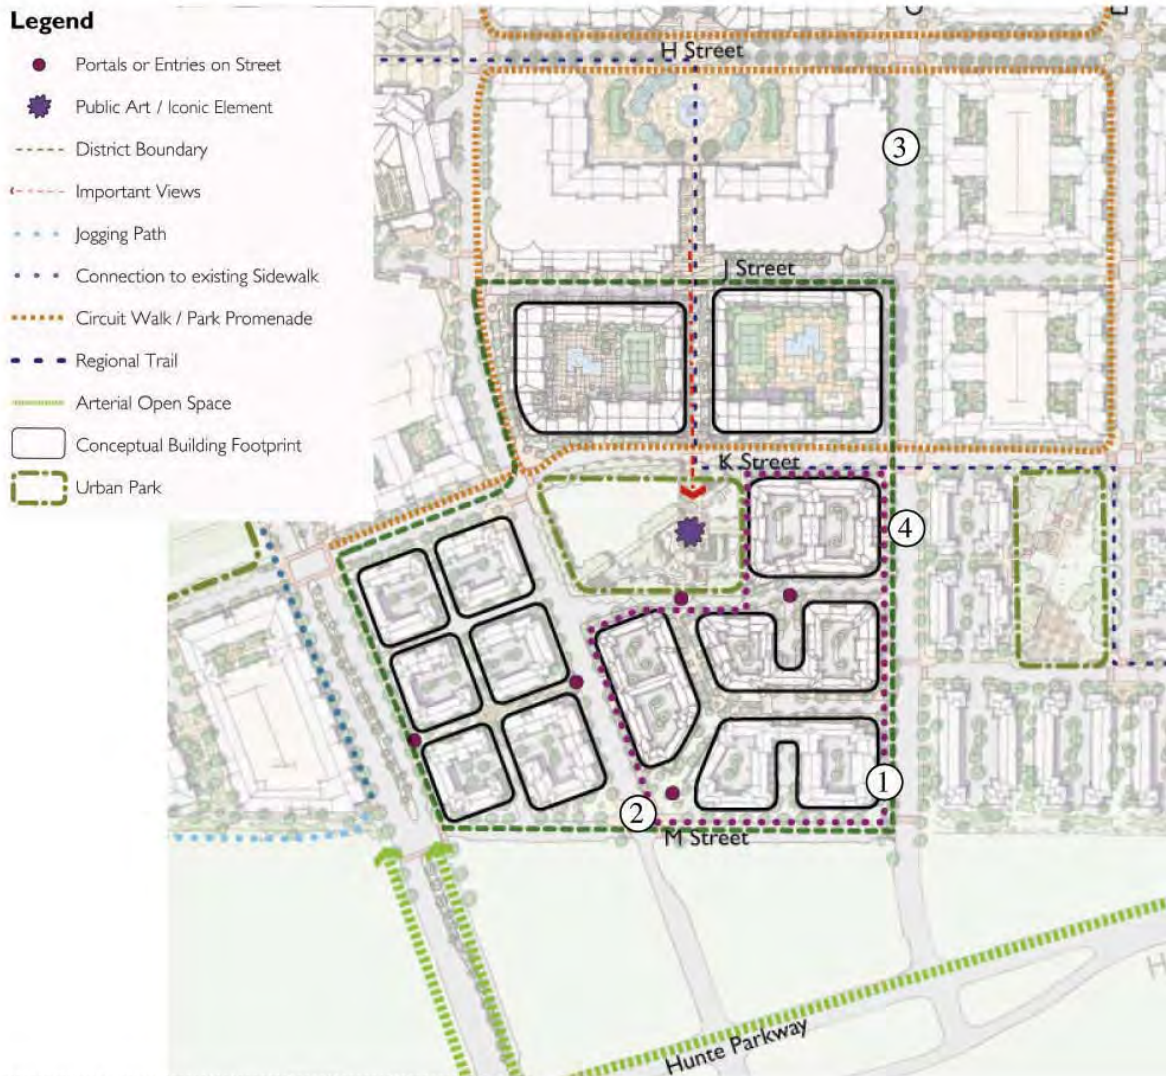 Legend
Portals or Entries on Street
Public Art / Iconic Element
District Boundary
Important Views
Jogging Path
Connection to existing Sidewalk
Circuit Walk / Park Promenade
Regional Trail
Arterial Open Space
Conceptual Building Footprint
Urban Park
H Street
3
J Street
K Street
4
1
2
M Street
Hunte Parkway
H